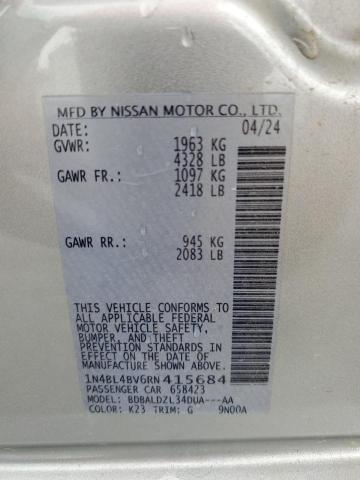 MFD BY NISSAN MOTOR CO., LTD.
DATE: 04/24
GVWR: 1963 KG
4328 LB
GAWR FR.: 1097 KG
2418 LB
GAWR RR.: 945 KG
2083 LB
THIS VEHICLE CONFORMS TO
ALL APPLICABLE FEDERAL
MOTOR VEHICLE SAFETY,
BUMPER, AND THEFT
PREVENTION STANDARDS IN
EFFECT ON THE DATE OF
MANUFACTURE SHOWN ABOVE.
1N4BL4BV6RN415684
PASSENGER CAR 658423
MODEL: BDBALDZL34DUA---AA
COLOR: K23 TRIM: G 9N00A